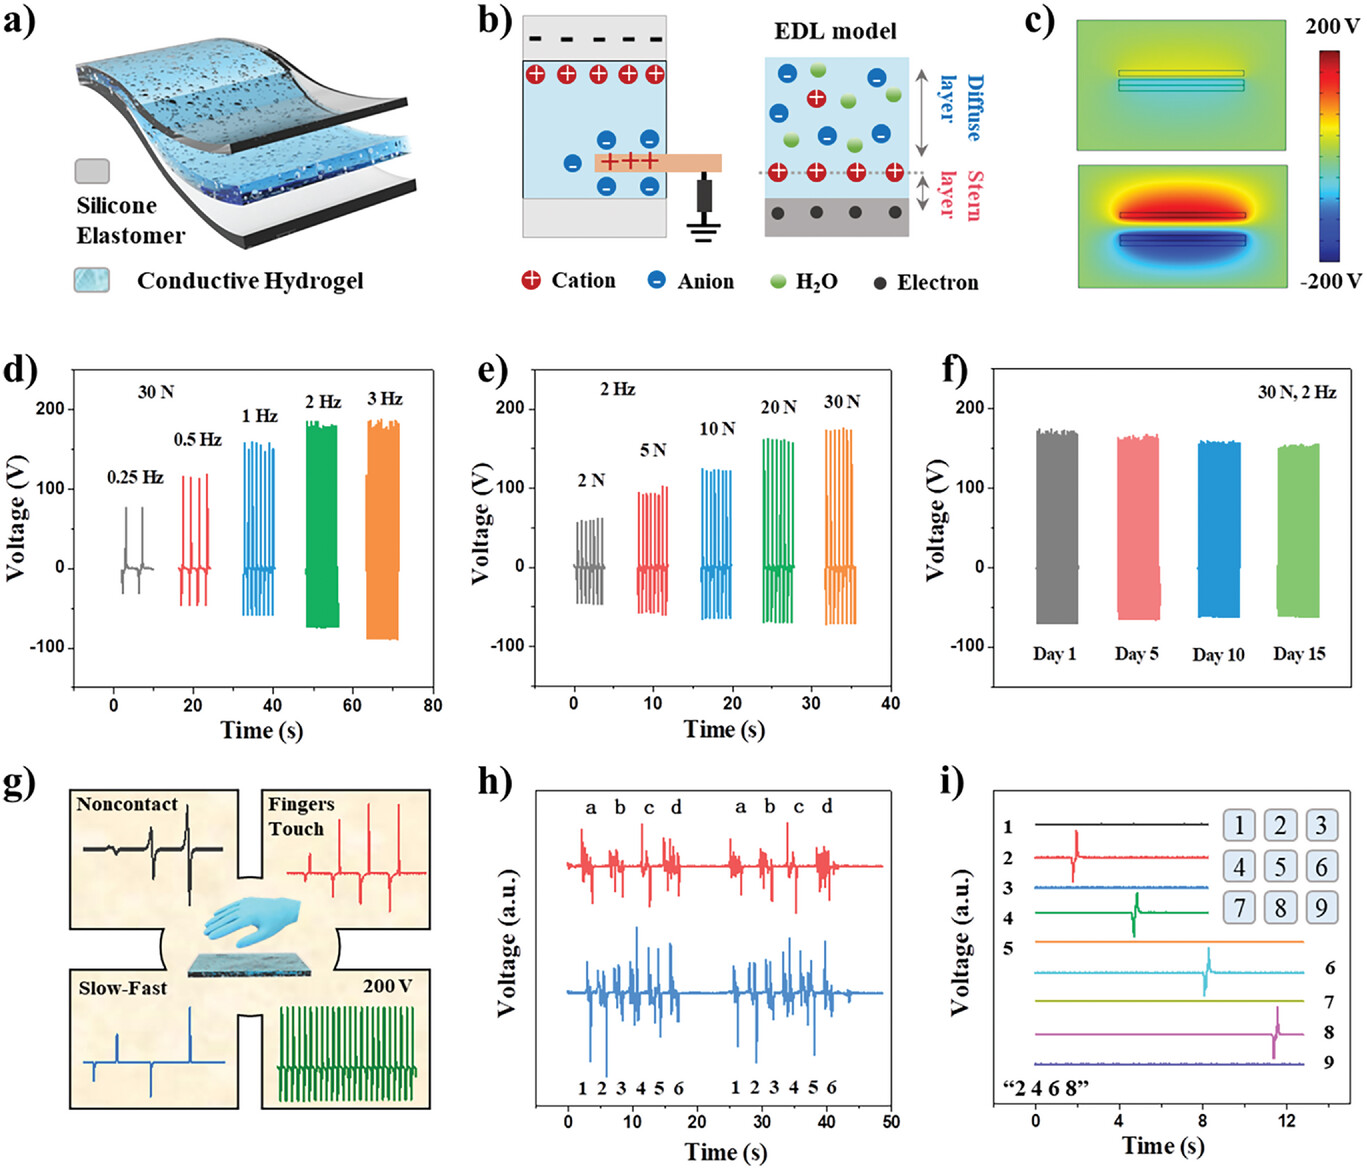 a)
Silicone
Elastomer
Conductive Hydrogel
b)
EDL model
Diffuse
layer
Stern
layer
Cation
Anion
H₂O
Electron
c)
200 V
-200 V
d)
30 N
0.25 Hz
0.5 Hz
1 Hz
2 Hz
3 Hz
200
100
0
-100
Voltage (V)
0 20 40 60 80
Time (s)
e)
2 Hz
2 N
5 N
10 N
20 N
30 N
200
100
0
-100
Voltage (V)
0 10 20 30 40
Time (s)
f)
30 N, 2 Hz
200
100
0
-100
Voltage (V)
Day 1 Day 5 Day 10 Day 15
g)
Noncontact
Fingers
Touch
Slow-Fast
200 V
h)
a b c d a b c d
Voltage (a.u.)
1 2 3 4 5 6 1 2 3 4 5 6
0 10 20 30 40 50
Time (s)
i)
1
2
3
4
5
6
7
8
9
1 2 3
4 5 6
7 8 9
Voltage (a.u.)
“2 4 6 8”
0 4 8 12
Time (s)